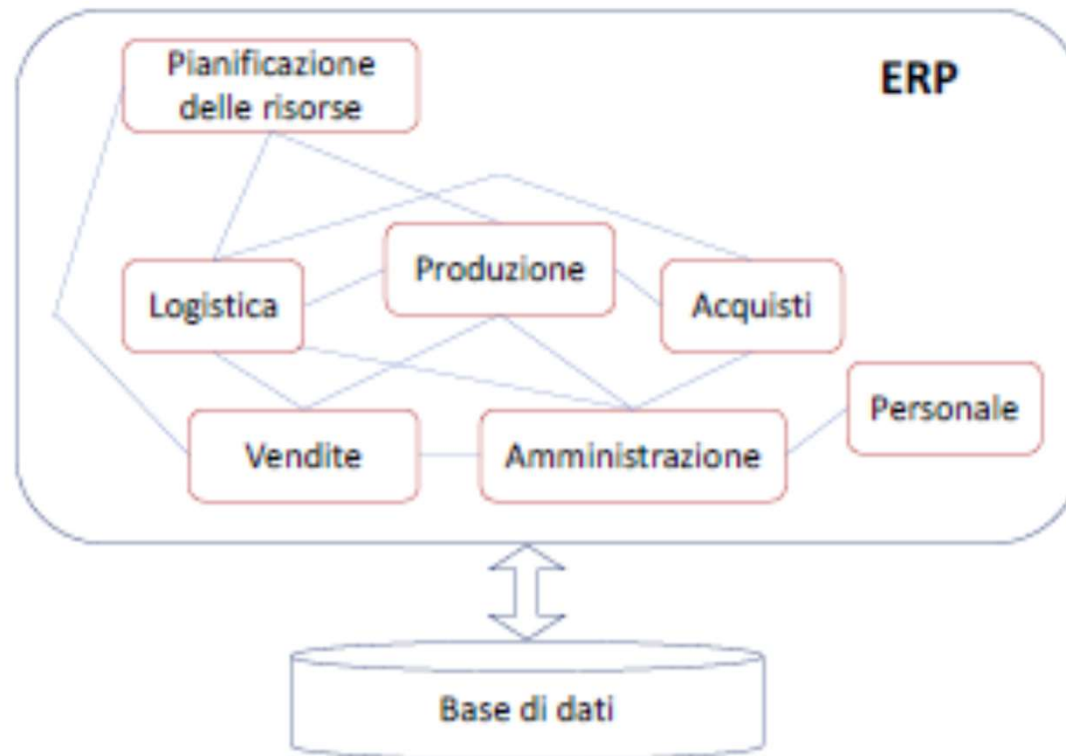 Pianificazione
delle risorse
ERP
Produzione
Logistica
Acquisti
Personale
Vendite
Amministrazione
Base di dati